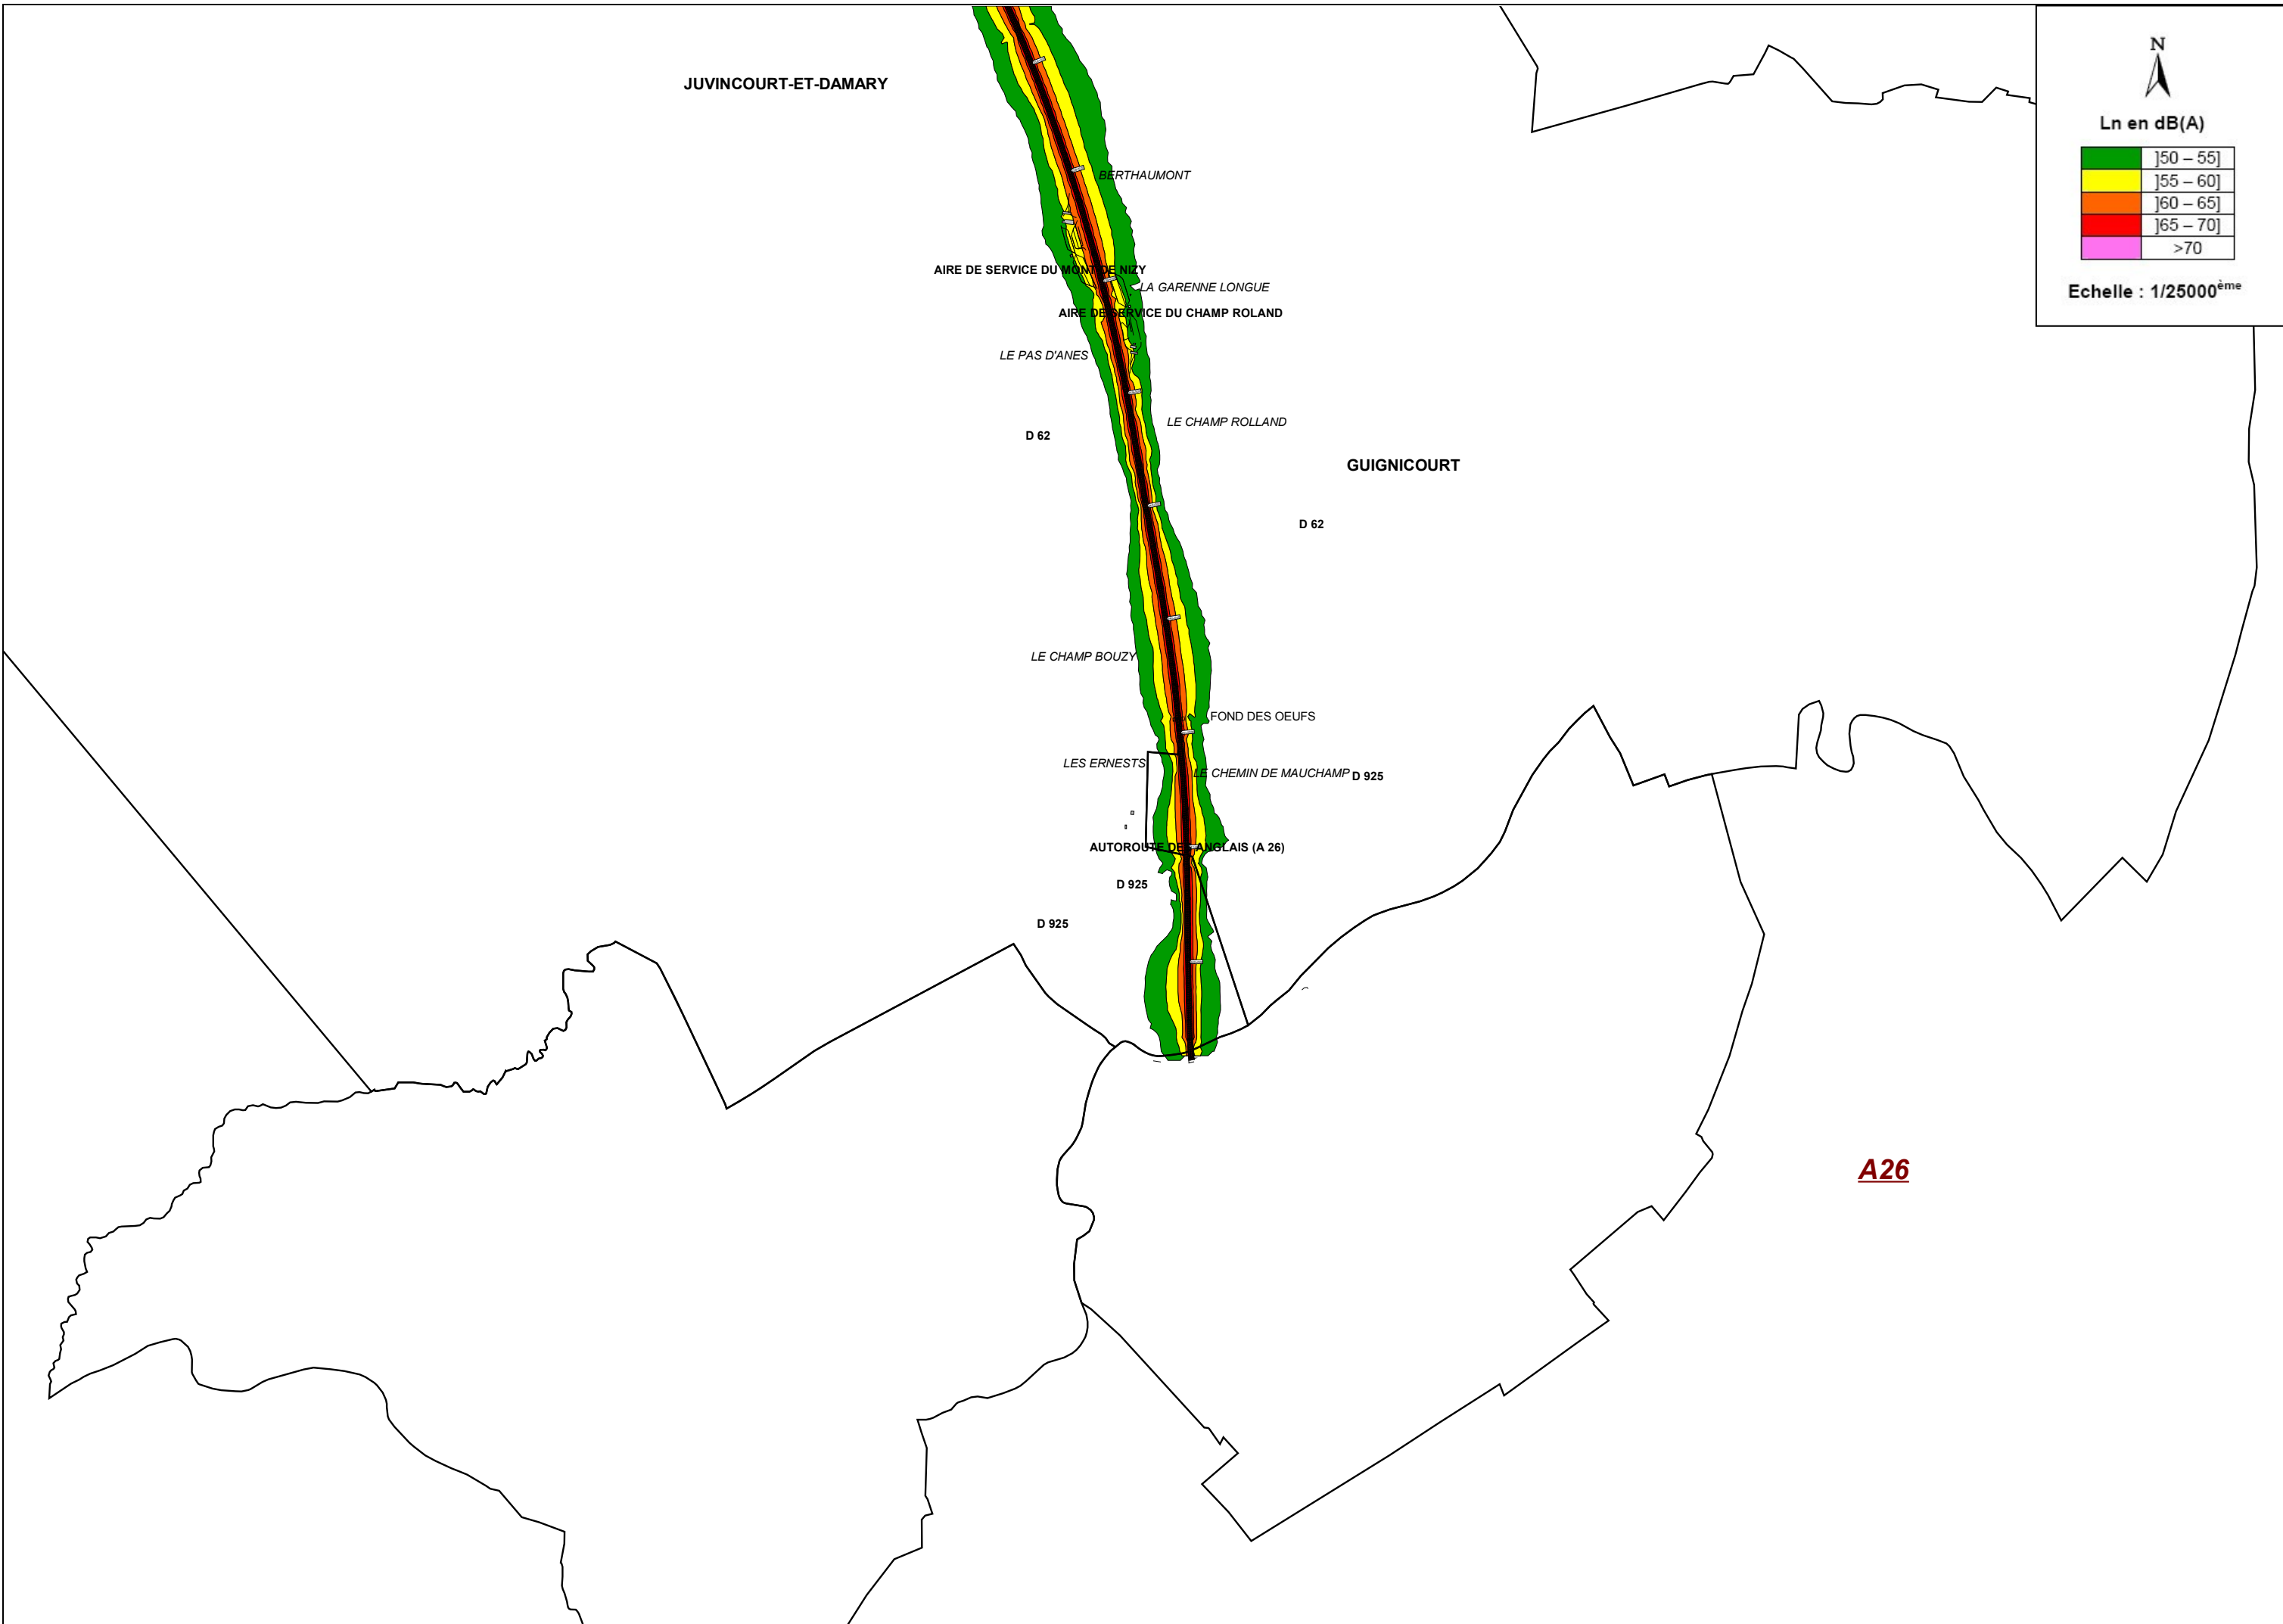 JUVINCOURT-ET-DAMARY
N
Ln en dB(A)
]50 – 55]
]55 – 60]
]60 – 65]
]65 – 70]
>70
Echelle : 1/25000ème
BERTHAUMONT
AIRE DE SERVICE DU MONT DE NIZY
LA GARENNE LONGUE
AIRE DE SERVICE DU CHAMP ROLAND
LE PAS D'ANES
LE CHAMP ROLLAND
D 62
GUIGNICOURT
D 62
LE CHAMP BOUZY
FOND DES OEUFS
LES ERNESTS
LE CHEMIN DE MAUCHAMP
D 925
AUTOROUTE DES ANGLAIS (A 26)
D 925
D 925
A26